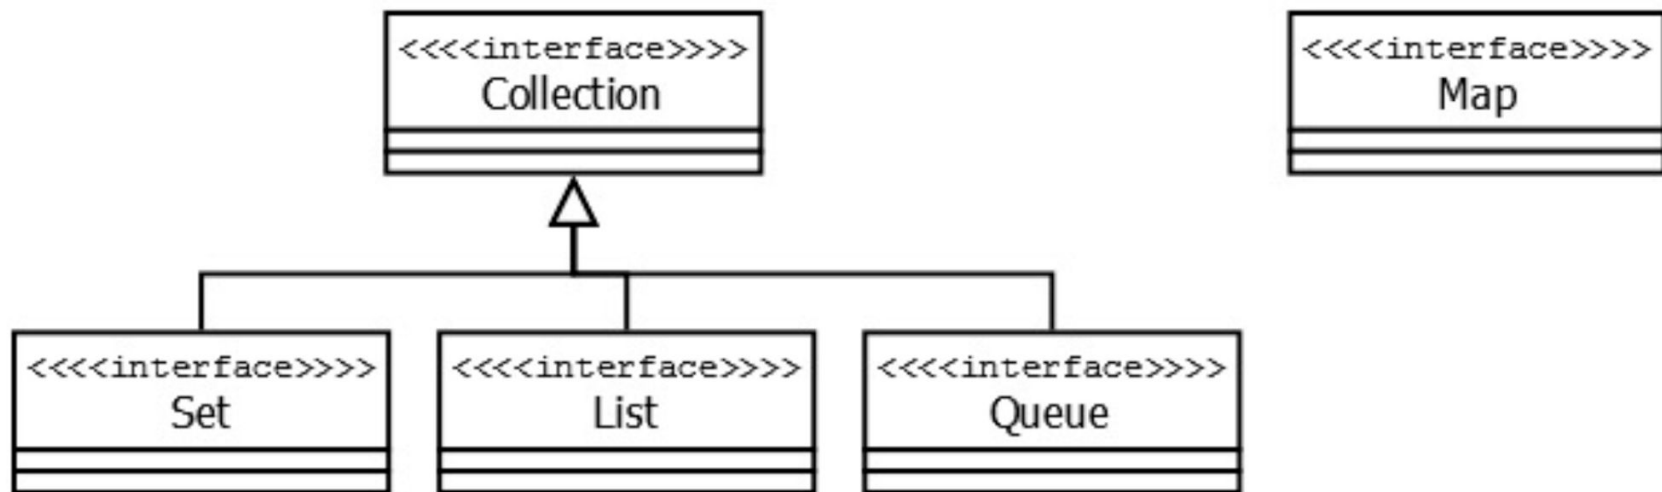 <<<<interface>>>>
Collection
<<<<interface>>>>
Map
<<<<interface>>>>
Set
<<<<interface>>>>
List
<<<<interface>>>>
Queue